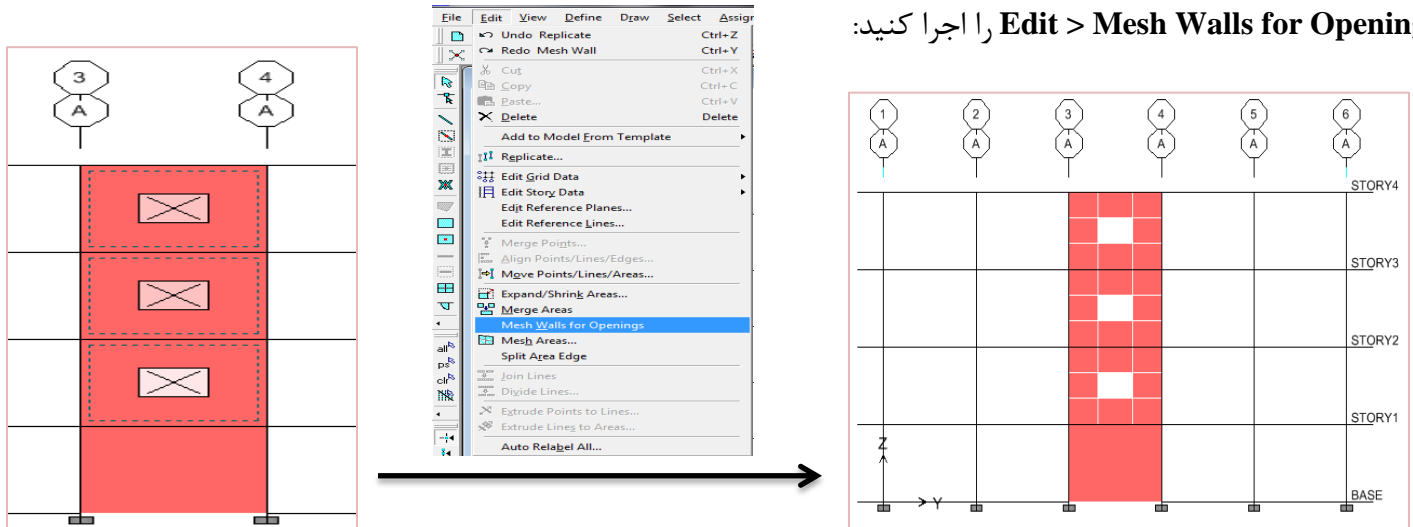 Edit > Mesh Walls for Opening را اجرا کنید:
3 4
A A
File Edit View Define Draw Select Assign
Undo Replicate Ctrl+Z
Redo Mesh Wall Ctrl+Y
Cut Ctrl+X
Copy Ctrl+C
Paste... Ctrl+V
Delete Delete
Add to Model From Template
Replicate...
Edit Grid Data
Edit Story Data
Edit Reference Planes...
Edit Reference Lines...
Merge Points...
Align Points/Lines/Edges...
Move Points/Lines/Areas...
Expand/Shrink Areas...
Merge Areas
Mesh Walls for Openings
Mesh Areas...
Split Area Edge
Join Lines
Divide Lines...
Extrude Points to Lines...
Extrude Lines to Areas...
Auto Relabel All...
all
ps
clr
1 2 3 4 5 6
A A A A A A
STORY4
STORY3
STORY2
STORY1
Z
Y
BASE